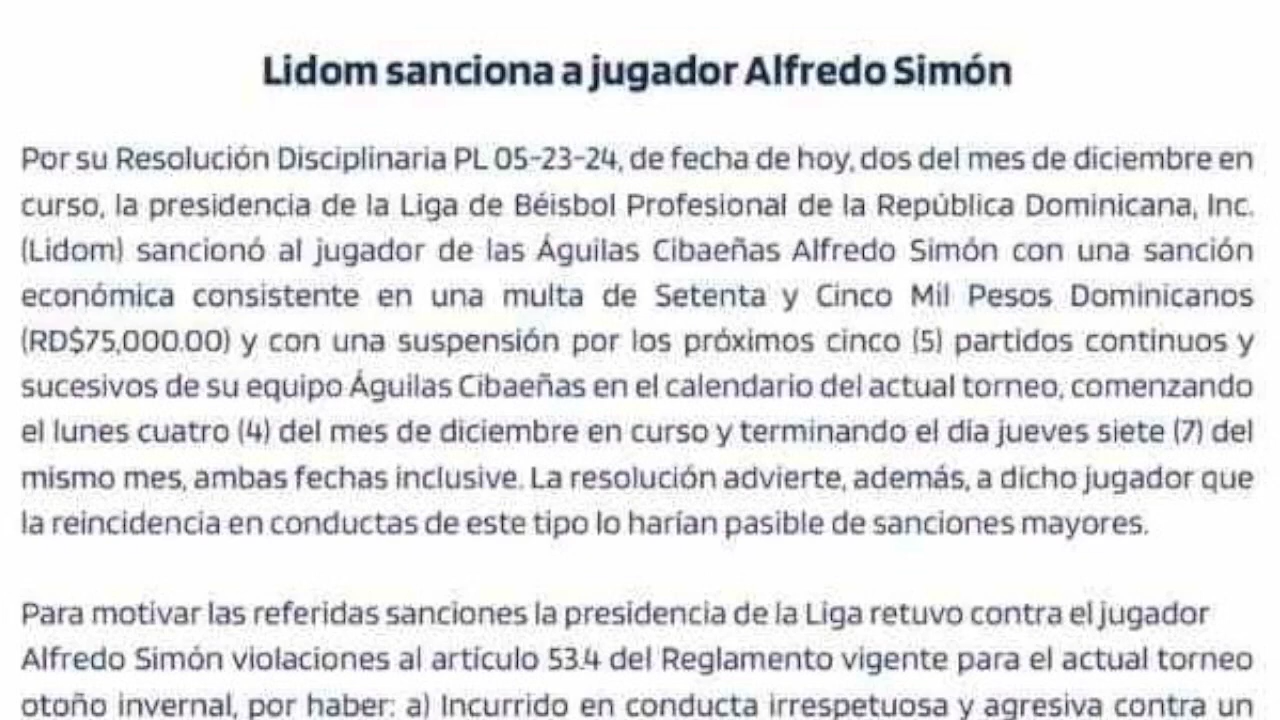 Lidom sanciona a jugador Alfredo Simón
Por su Resolución Disciplinaria PL 05-23-24, de fecha de hoy, dos del mes de diciembre en
curso, la presidencia de la Liga de Béisbol Profesional de la República Dominicana, Inc.
(Lidom) sancionó al jugador de las Águilas Cibaeñas Alfredo Simón con una sanción
económica consistente en una multa de Setenta y Cinco Mil Pesos Dominicanos
(RD$75,000.00) y con una suspensión por los próximos cinco (5) partidos continuos y
sucesivos de su equipo Águilas Cibaeñas en el calendario del actual torneo, comenzando
el lunes cuatro (4) del mes de diciembre en curso y terminando el día jueves siete (7) del
mismo mes, ambas fechas inclusive. La resolución advierte, además, a dicho jugador que
la reincidencia en conductas de este tipo lo harían pasible de sanciones mayores.
Para motivar las referidas sanciones la presidencia de la Liga retuvo contra el jugador
Alfredo Simón violaciones al artículo 53.4 del Reglamento vigente para el actual torneo
otoño invernal, por haber: a) Incurrido en conducta irrespetuosa y agresiva contra un